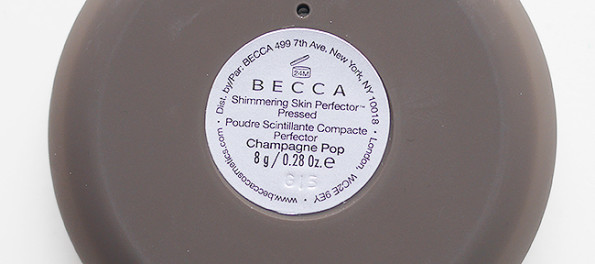 Dist. by/Par: BECCA 499 7th Ave. New York, NY 10018 • London, WC2E 9EY • www.beccacosmetics.com •
24M
BECCA
Shimmering Skin Perfector™
Pressed
Poudre Scintillante Compacte
Perfector
Champagne Pop
8 g / 0.28 Oz. ℮